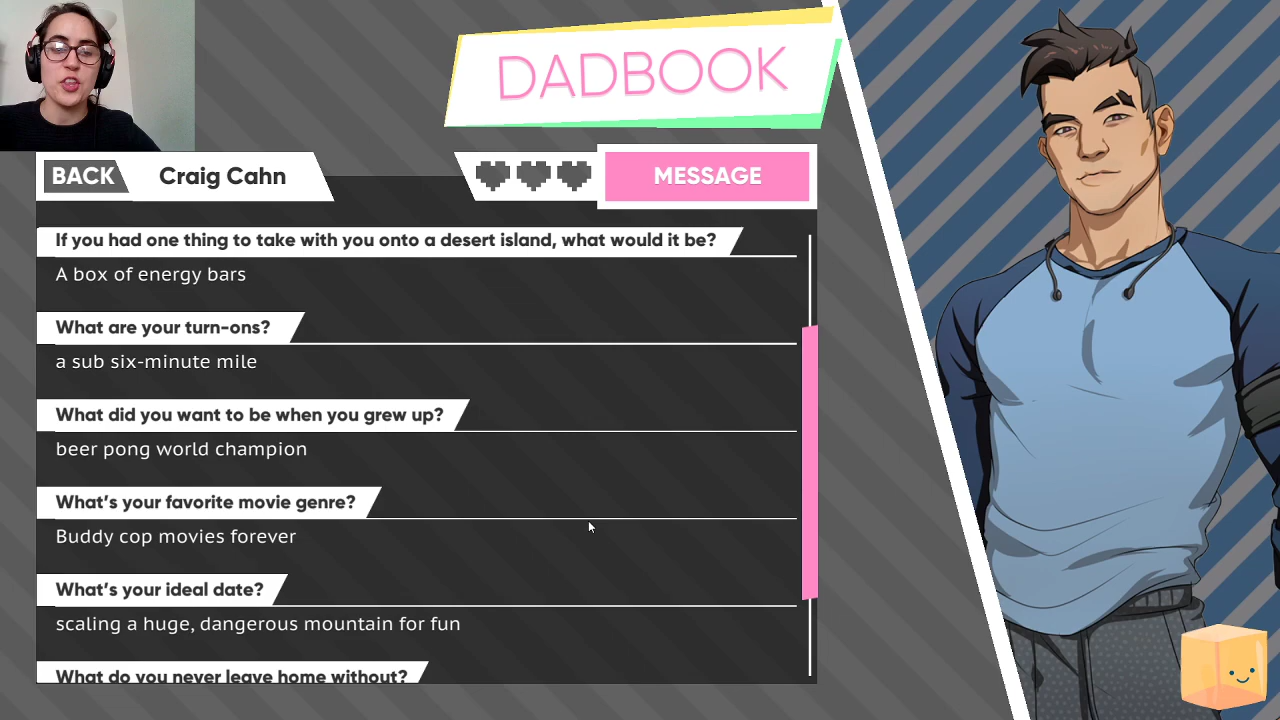 DADBOOK
BACK
Craig Cahn
MESSAGE
If you had one thing to take with you onto a desert island, what would it be?
A box of energy bars
What are your turn-ons?
a sub six-minute mile
What did you want to be when you grew up?
beer pong world champion
What's your favorite movie genre?
Buddy cop movies forever
What's your ideal date?
scaling a huge, dangerous mountain for fun
What do you never leave home without?